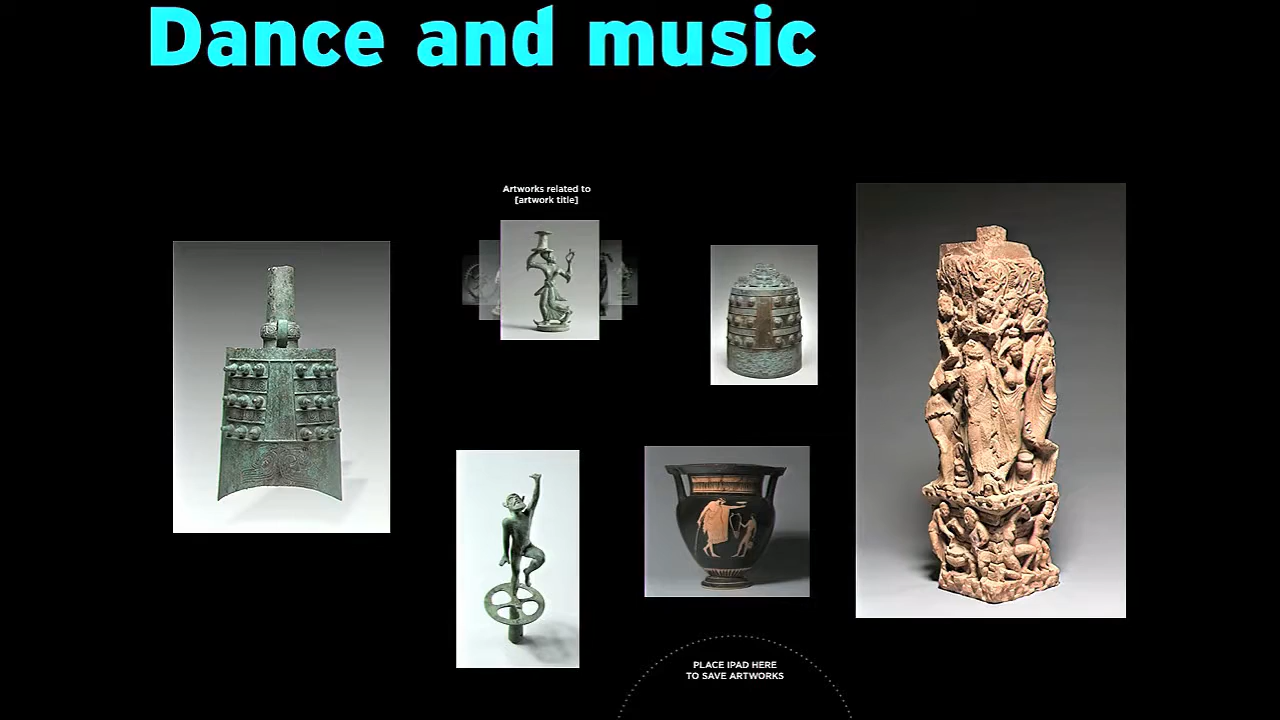 Dance and music
Artworks related to
[artwork title]
PLACE IPAD HERE
TO SAVE ARTWORKS